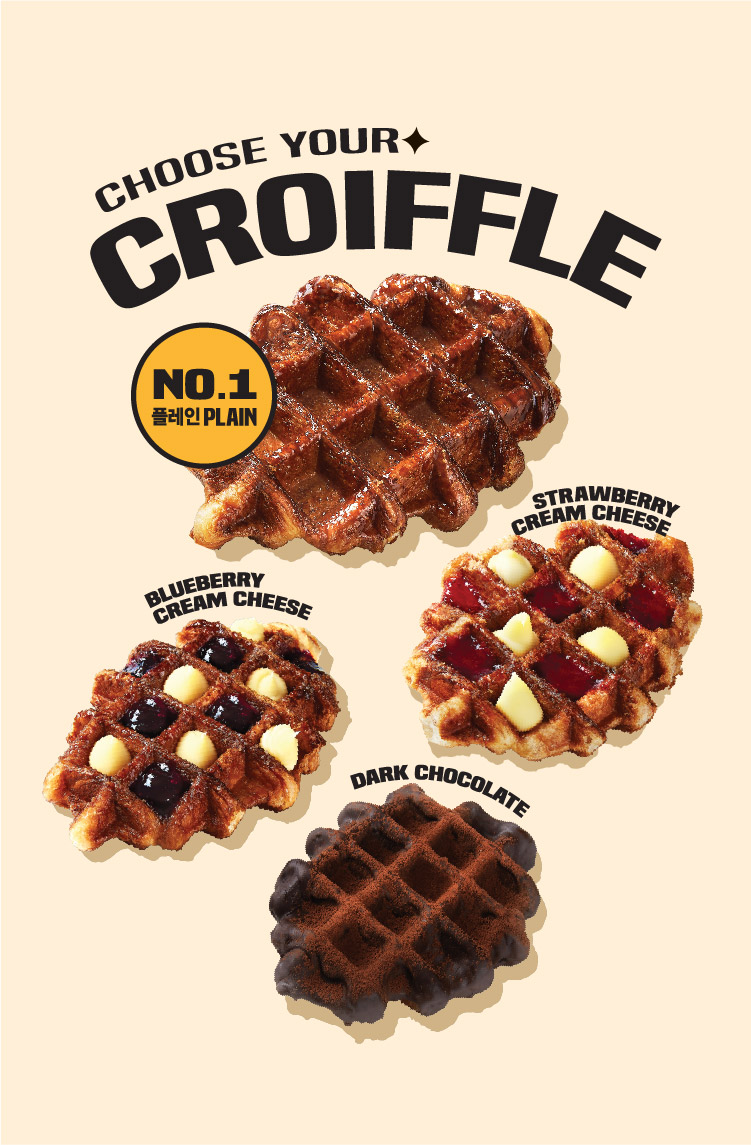 CHOOSE YOUR
CROIFFLE
NO.1
플레인 PLAIN
STRAWBERRY
CREAM CHEESE
BLUEBERRY
CREAM CHEESE
DARK CHOCOLATE